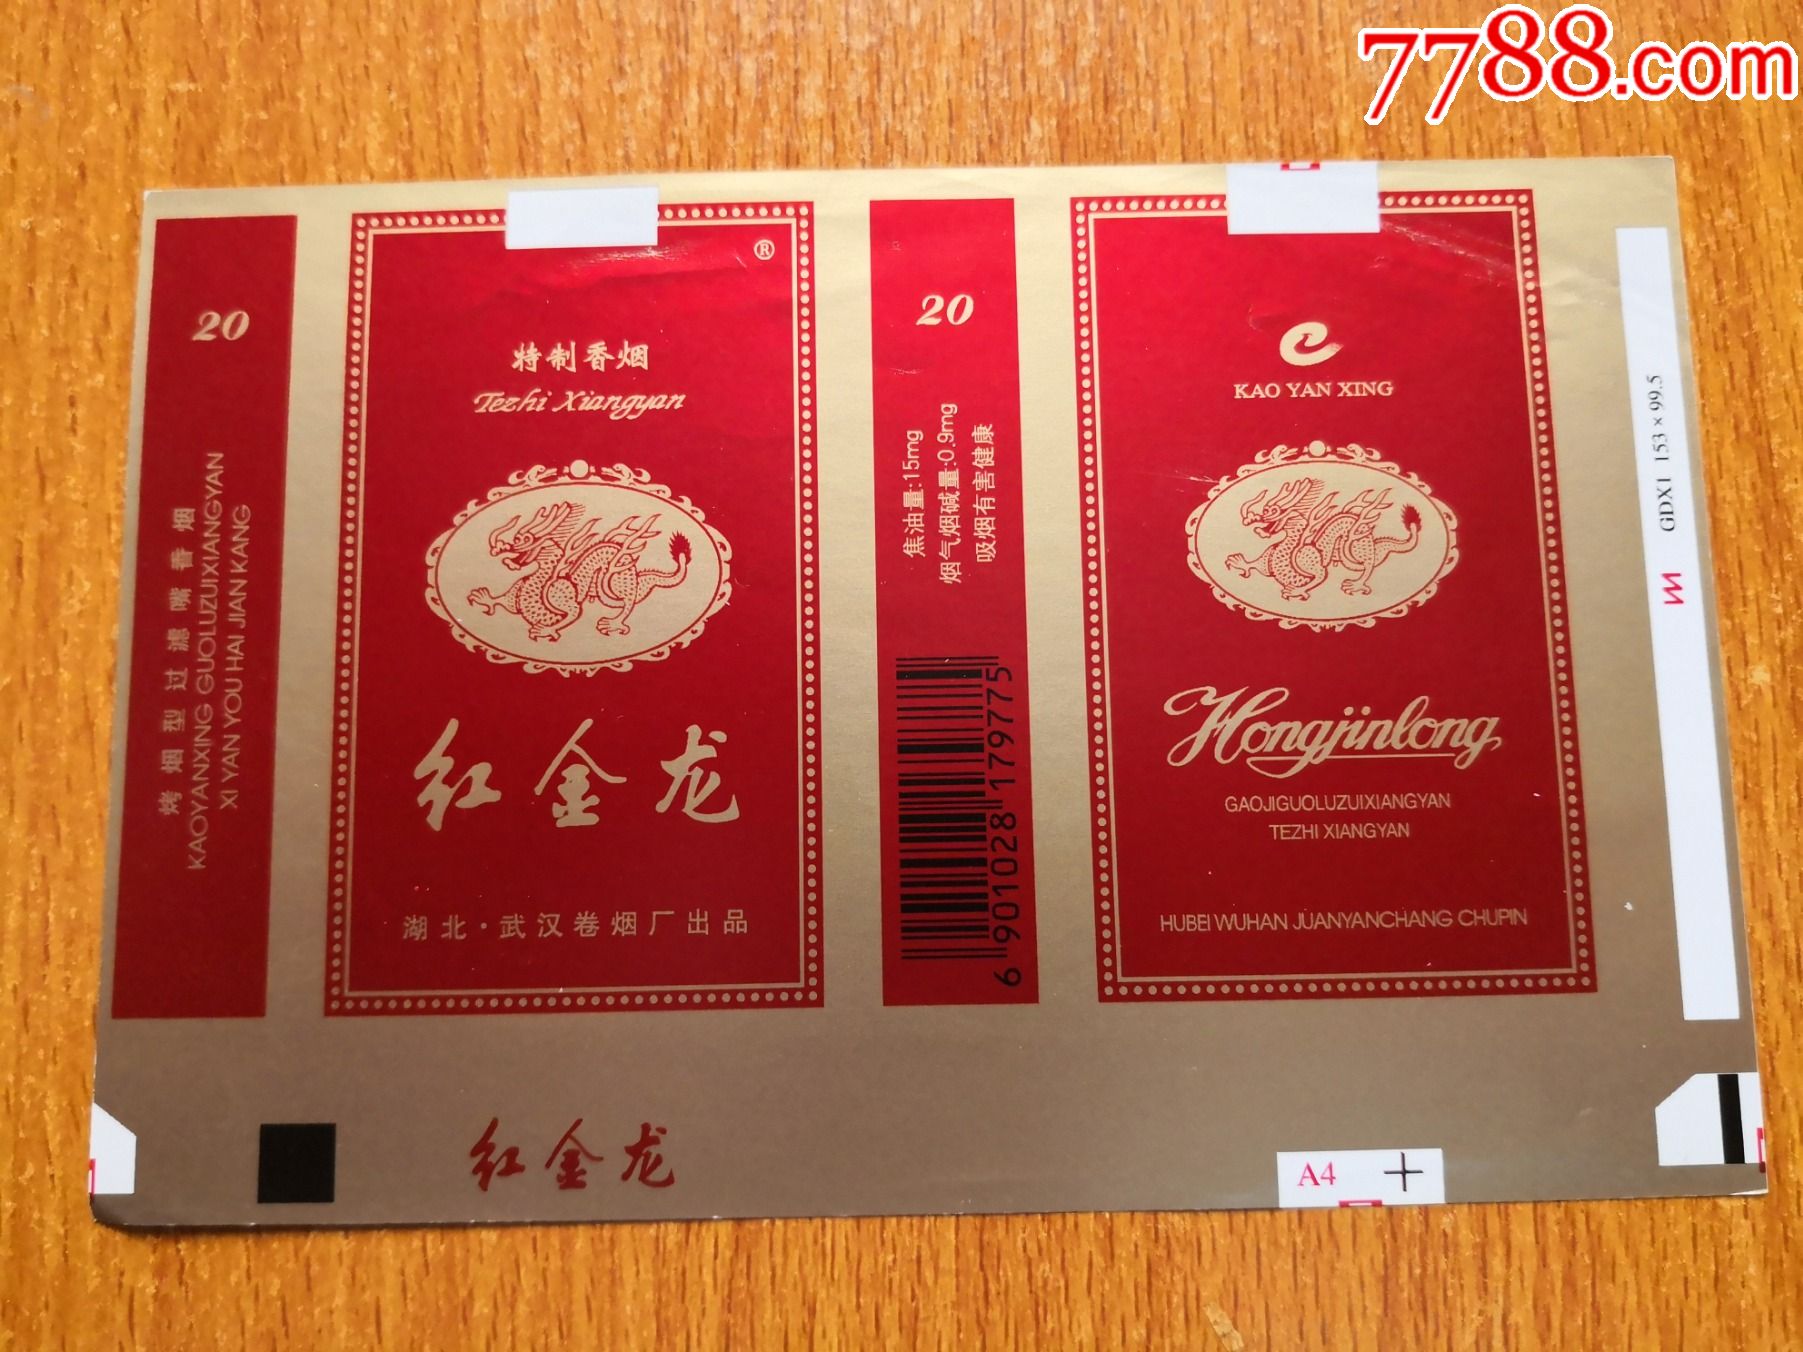 7788.com
20
烤烟型过滤嘴香烟
KAOYANXING GUOLUZUIXIANGYAN
XI YAN YOU HAI JIAN KANG
®
特制香烟
Tezhi Xiangyan
红金龙
湖北·武汉卷烟厂出品
20
焦油量:15mg
烟气烟碱量:0.9mg
吸烟有害健康
6 901028 179775
KAO YAN XING
Hongjinlong
GAOJIGUOLUZUIXIANGYAN
TEZHI XIANGYAN
HUBEI WUHAN JUANYANCHANG CHUPIN
GDX1 153×99.5
红金龙
A4